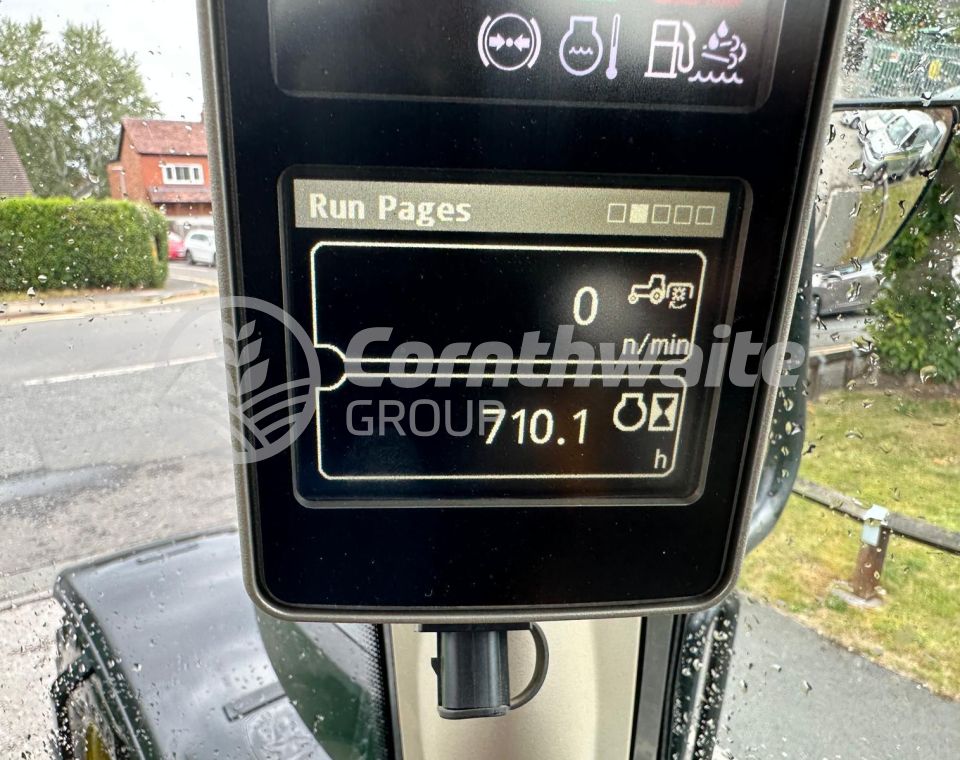 Run Pages
0
n/min
Cornthwaite
GROUP
710.1
h